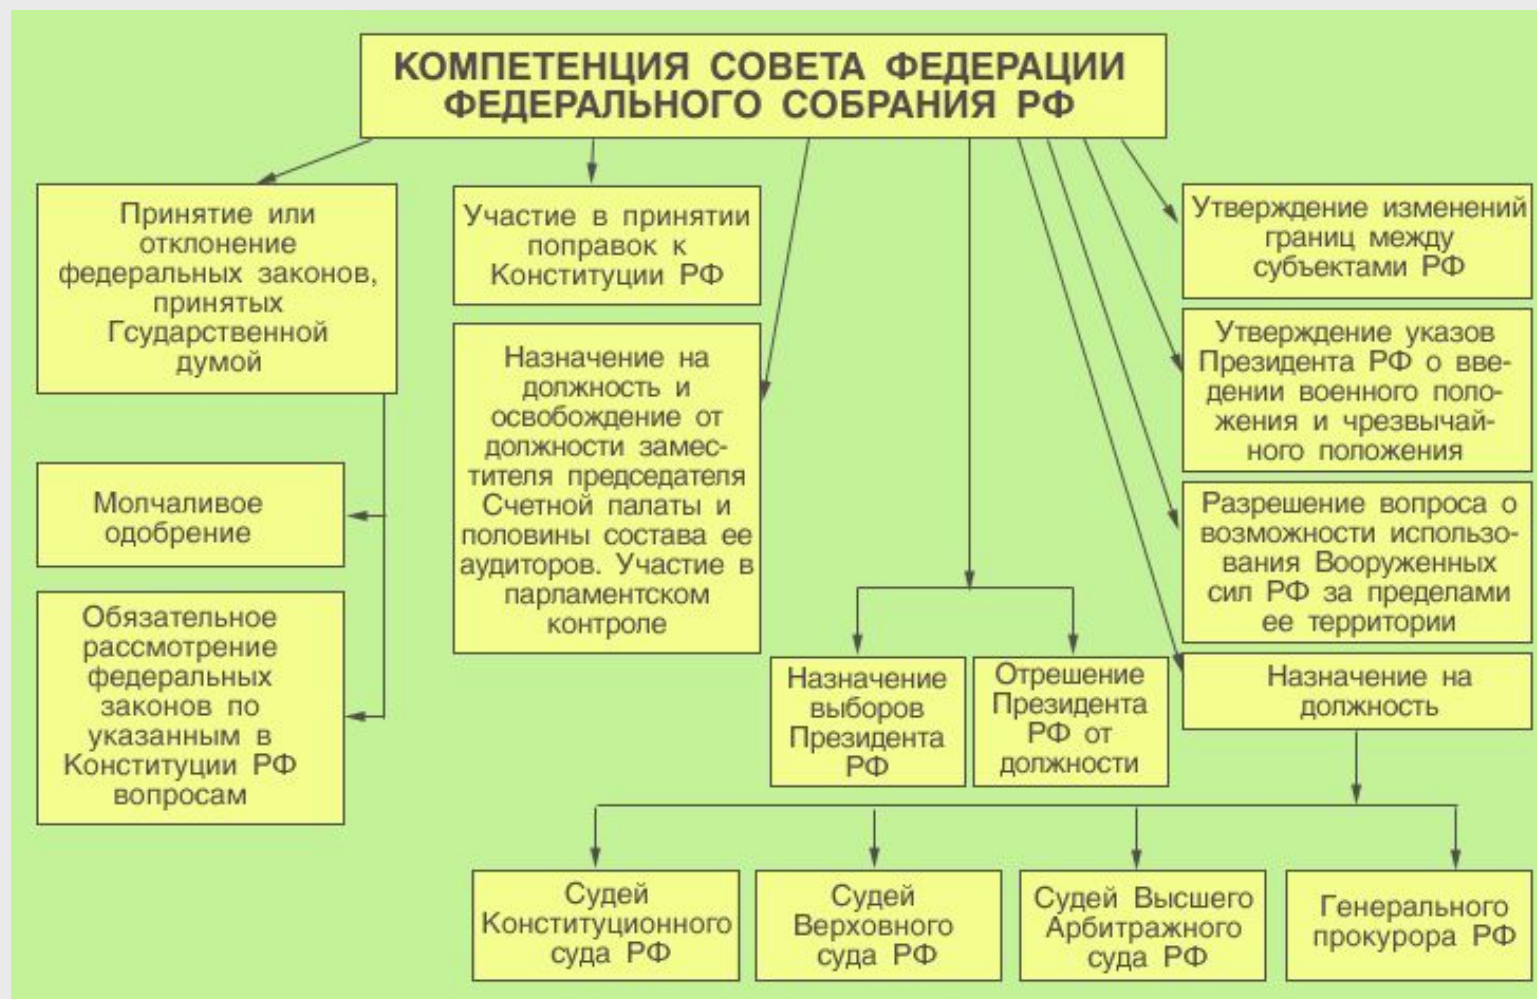 КОМПЕТЕНЦИЯ СОВЕТА ФЕДЕРАЦИИ
ФЕДЕРАЛЬНОГО СОБРАНИЯ РФ
Принятие или
отклонение
федеральных законов,
принятых
Гсударственной
думой
Молчаливое
одобрение
Обязательное
рассмотрение
федеральных
законов по
указанным в
Конституции РФ
вопросам
Участие в принятии
поправок к
Конституции РФ
Назначение на
должность и
освобождение от
должности замес-
тителя председателя
Счетной палаты и
половины состава ее
аудиторов. Участие в
парламентском
контроле
Назначение
выборов
Президента
РФ
Отрешение
Президента
РФ от
должности
Утверждение изменений
границ между
субъектами РФ
Утверждение указов
Президента РФ о вве-
дении военного поло-
жения и чрезвычай-
ного положения
Разрешение вопроса о
возможности использо-
вания Вооруженных
сил РФ за пределами
ее территории
Назначение на
должность
Судей
Конституционного
суда РФ
Судей
Верховного
суда РФ
Судей Высшего
Арбитражного
суда РФ
Генерального
прокурора РФ